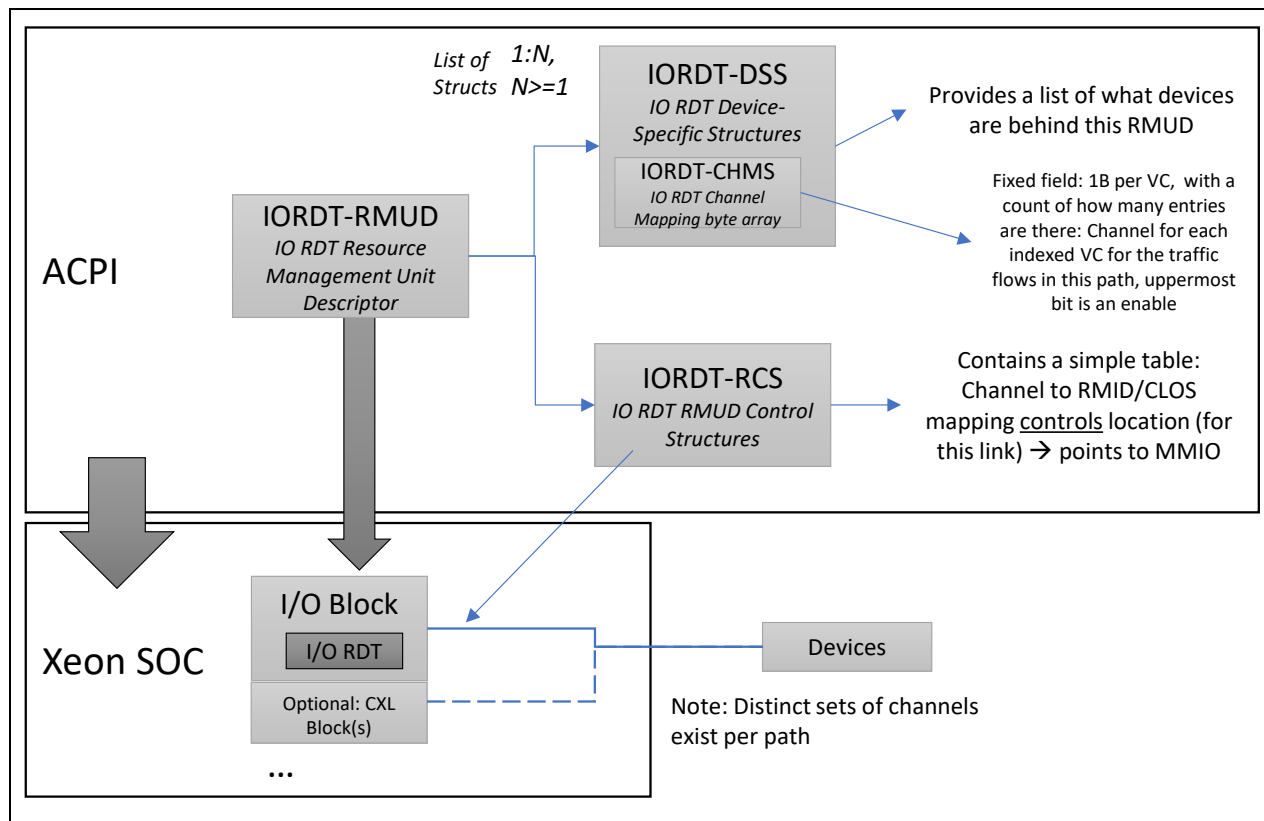 List of
Structs
1:N,
N>=1
IORDT-DSS
IO RDT Device-
Specific Structures
IORDT-CHMS
IO RDT Channel
Mapping byte array
Provides a list of what devices
are behind this RMUD
Fixed field: 1B per VC, with a
count of how many entries
are there: Channel for each
indexed VC for the traffic
flows in this path, uppermost
bit is an enable
ACPI
IORDT-RMUD
IO RDT Resource
Management Unit
Descriptor
IORDT-RCS
IO RDT RMUD Control
Structures
Contains a simple table:
Channel to RMID/CLOS
mapping controls location (for
this link) → points to MMIO
Xeon SOC
I/O Block
I/O RDT
Optional: CXL
Block(s)
...
Devices
Note: Distinct sets of channels
exist per path